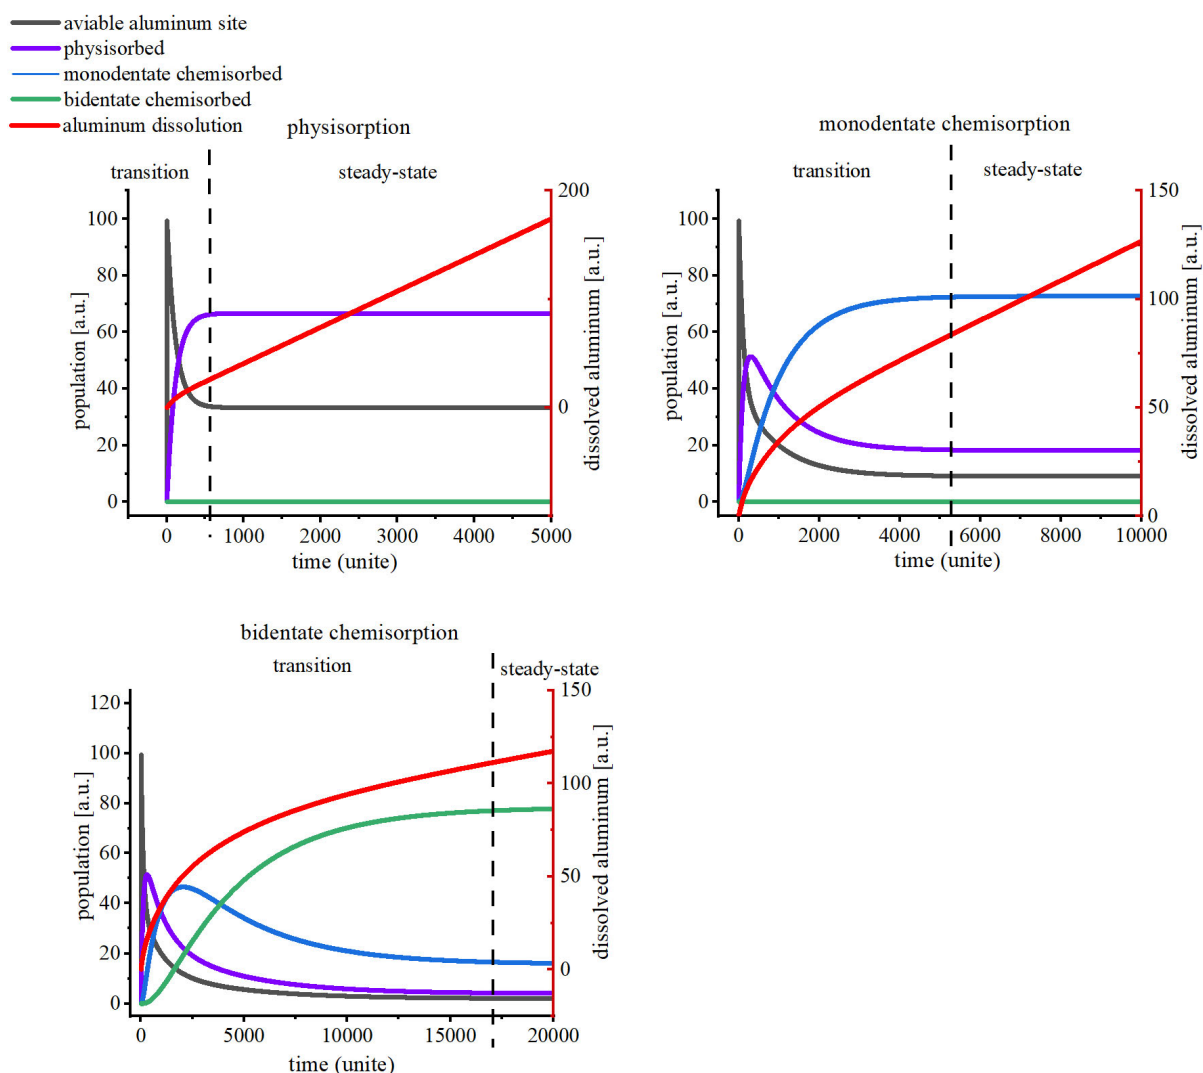 aviable aluminum site
physisorbed
monodentate chemisorbed
bidentate chemisorbed
aluminum dissolution
physisorption
transition
steady-state
population [a.u.]
100
80
60
40
20
0
200
0
dissolved aluminum [a.u.]
0 1000 2000 3000 4000 5000
time (unite)
monodentate chemisorption
transition
steady-state
population [a.u.]
100
80
60
40
20
0
150
100
50
0
dissolved aluminum [a.u.]
0 2000 4000 6000 8000 10000
time (unite)
bidentate chemisorption
transition
steady-state
population [a.u.]
120
100
80
60
40
20
0
150
100
50
0
dissolved aluminum [a.u.]
0 5000 10000 15000 20000
time (unite)